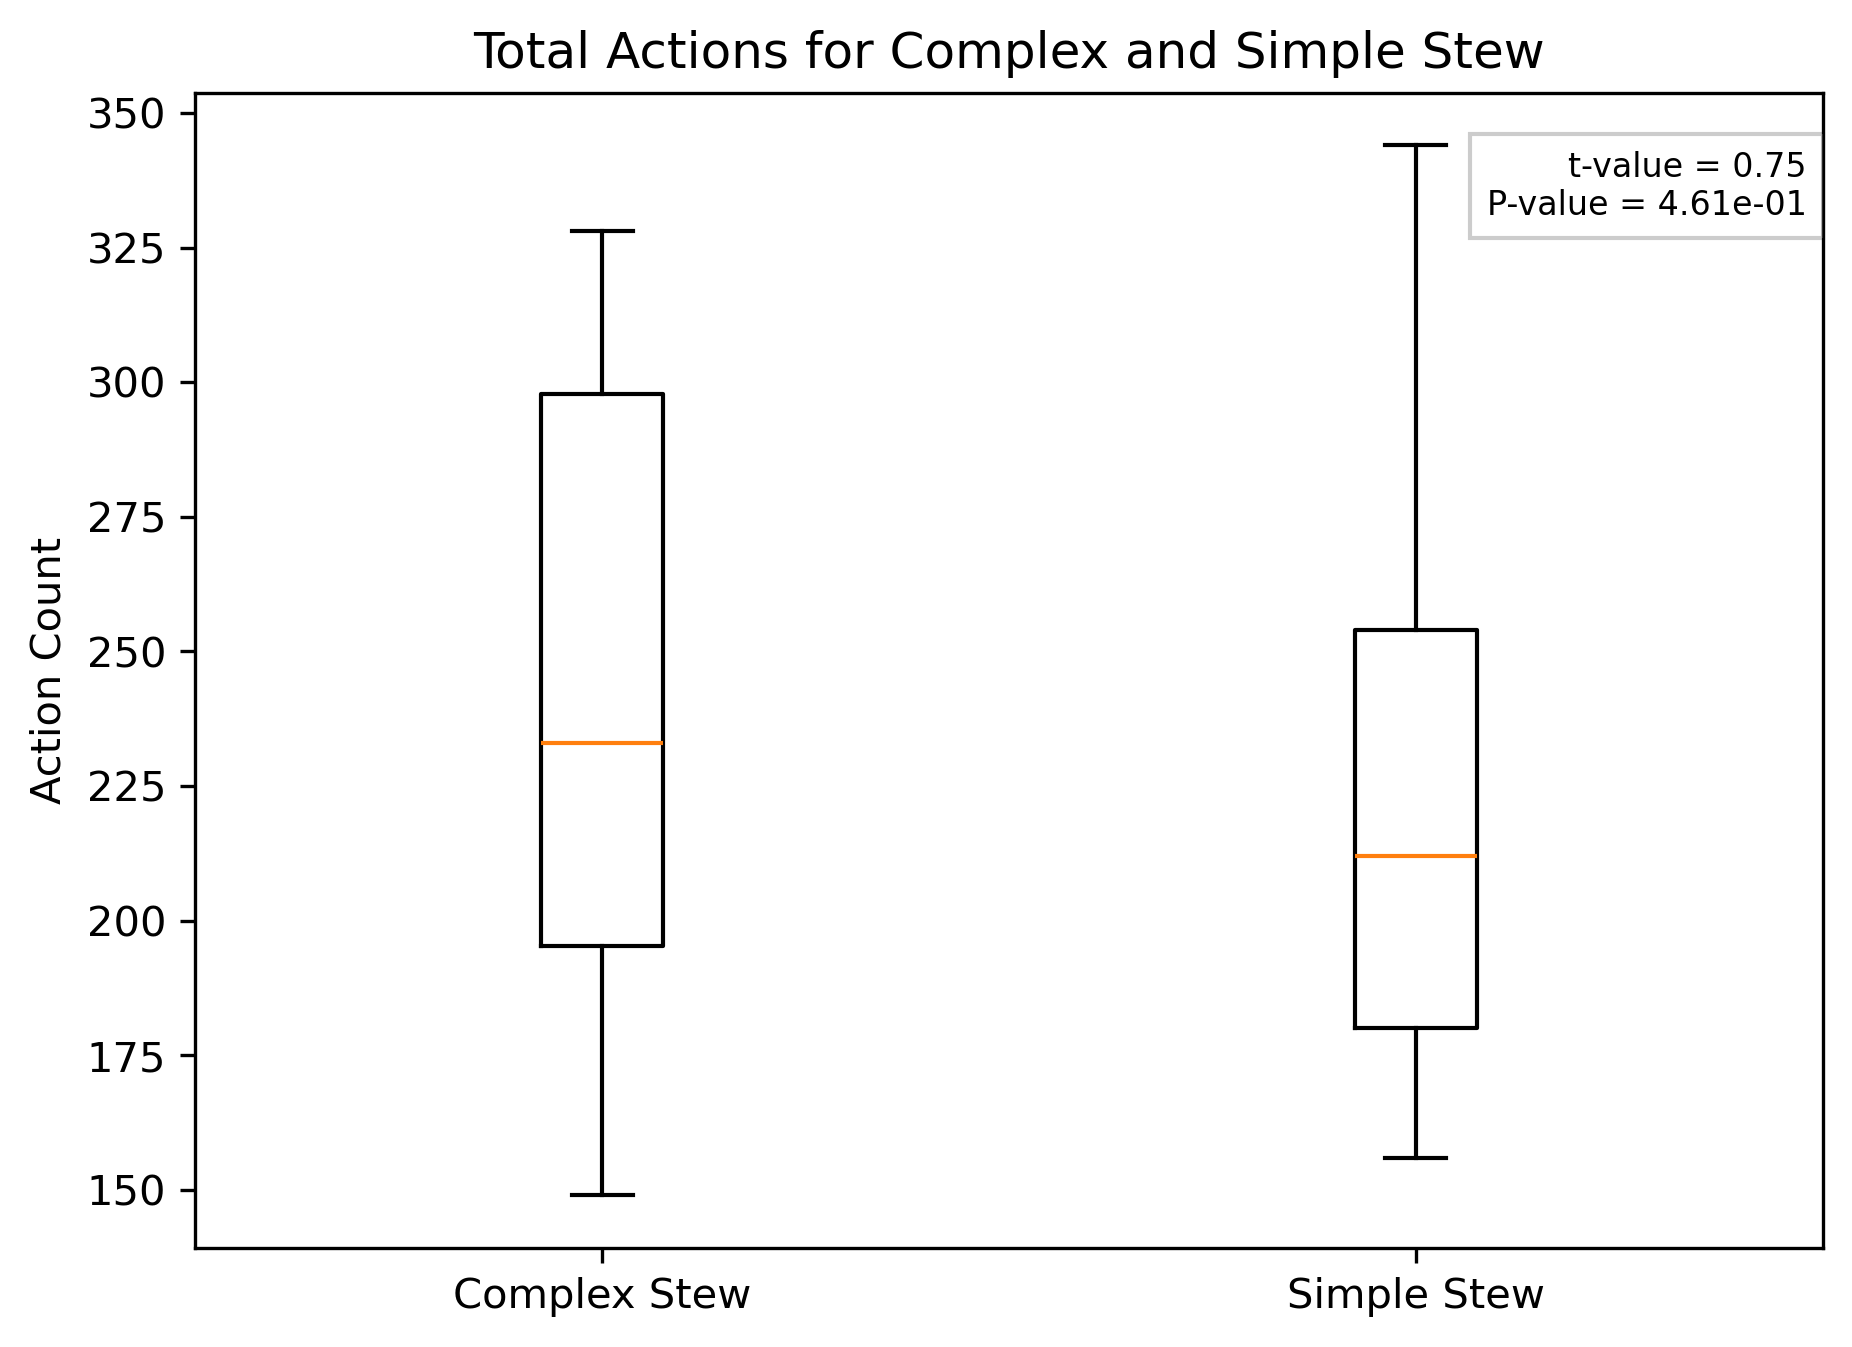 Total Actions for Complex and Simple Stew
350
325
300
275
250
225
200
175
150
Action Count
t-value = 0.75
P-value = 4.61e-01
Complex Stew
Simple Stew